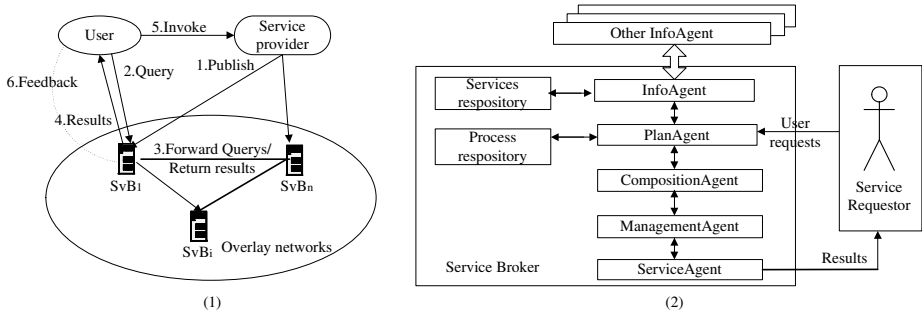 User
5.Invoke
Service
provider
1.Publish
2.Query
6.Feedback
4.Results
3.Forward Querys/
Return results
SvB1
SvBn
SvBi
Overlay networks
(1)
Other InfoAgent
Services
respository
InfoAgent
Process
respository
PlanAgent
User
requests
CompositionAgent
Service
Requestor
ManagementAgent
Service Broker
ServiceAgent
Results
(2)